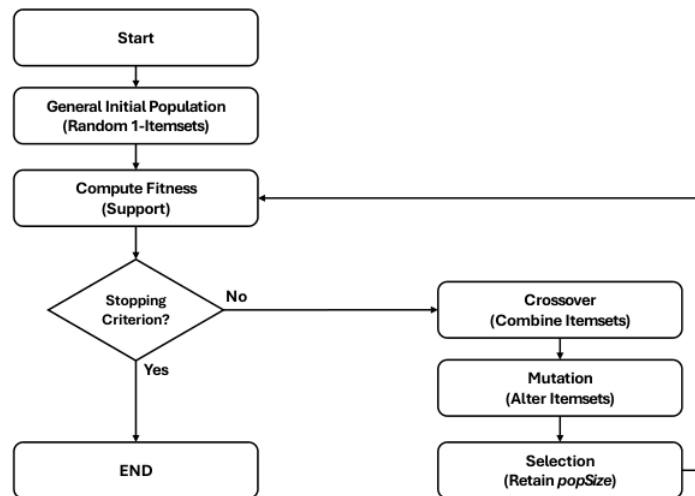 Start
General Initial Population
(Random 1-Itemsets)
Compute Fitness
(Support)
Stopping
Criterion?
No
Yes
Crossover
(Combine Itemsets)
Mutation
(Alter Itemsets)
Selection
(Retain popSize)
END